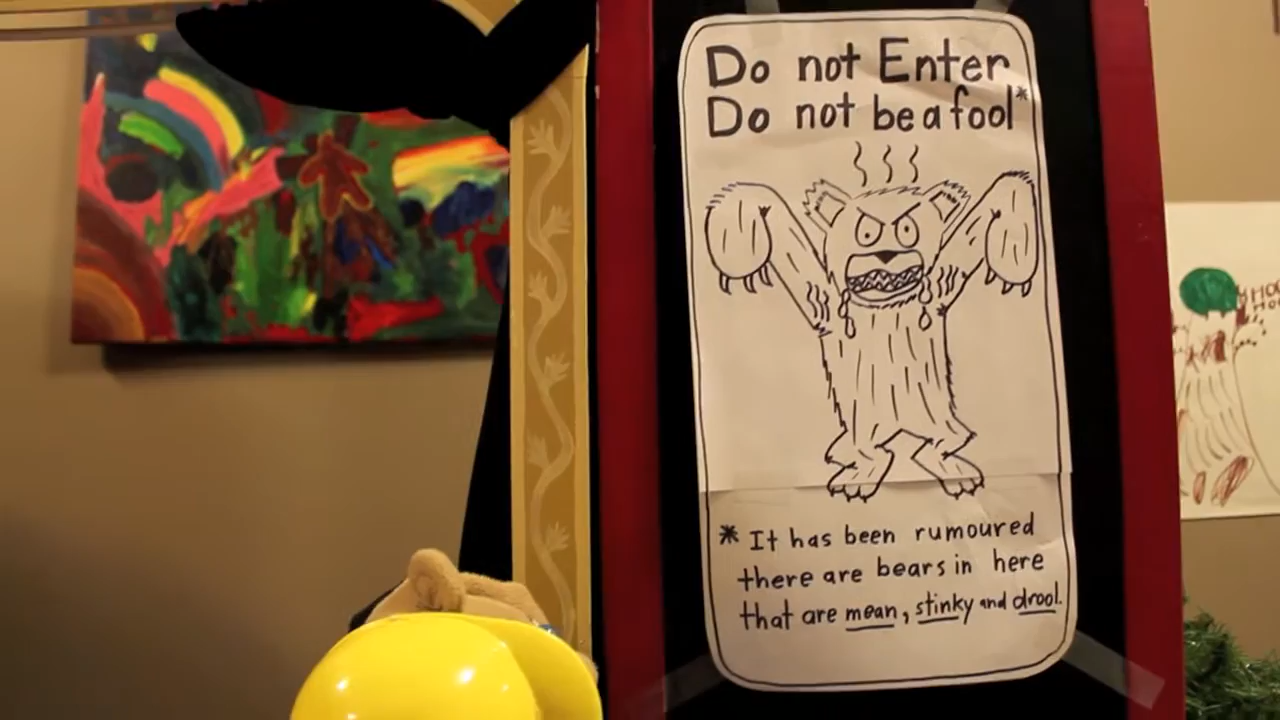 Do not Enter
Do not be a fool*
* It has been rumoured
there are bears in here
that are mean, stinky and drool.